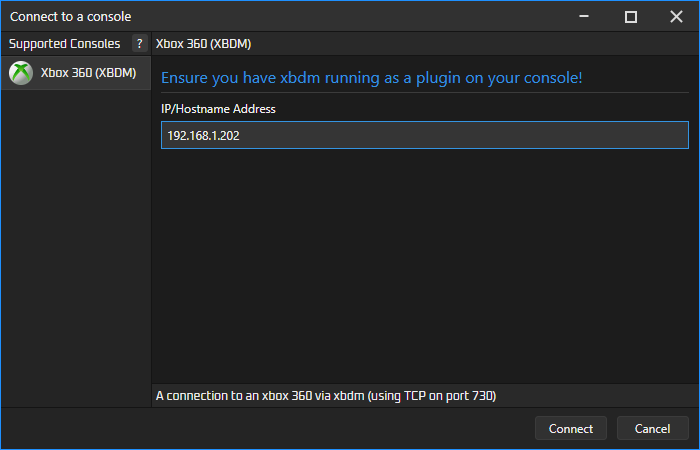 Connect to a console
Supported Consoles ? Xbox 360 (XBDM)
Xbox 360 (XBDM)
Ensure you have xbdm running as a plugin on your console!
IP/Hostname Address
192.168.1.202
A connection to an xbox 360 via xbdm (using TCP on port 730)
Connect Cancel